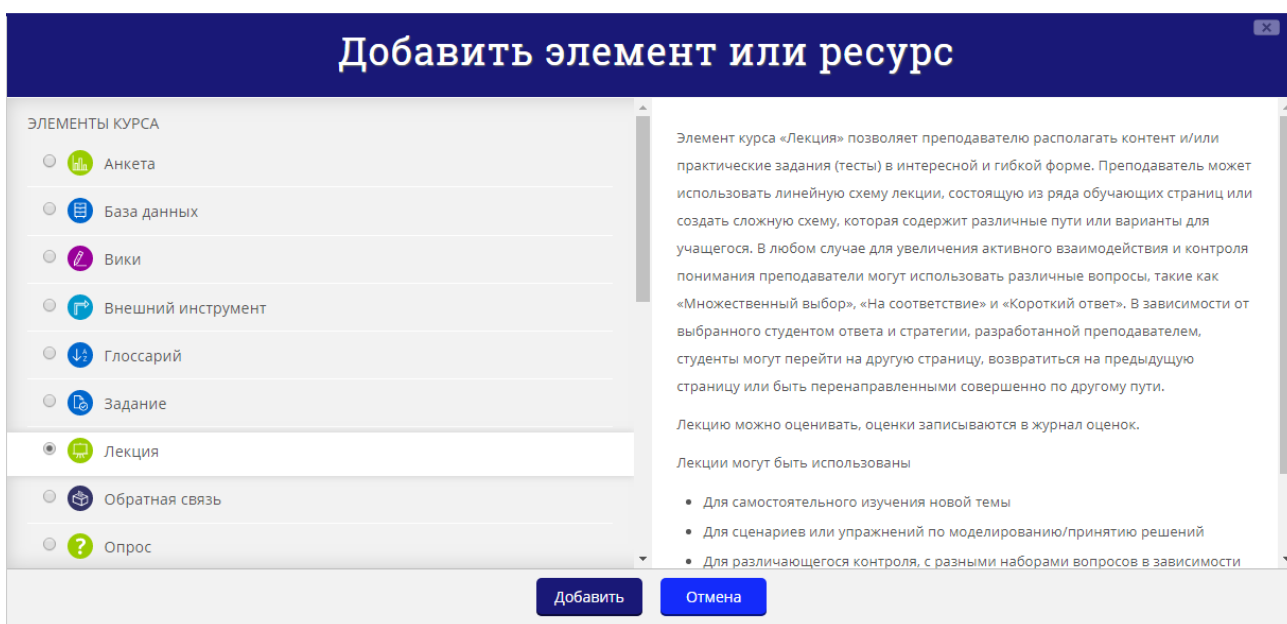 Добавить элемент или ресурс
ЭЛЕМЕНТЫ КУРСА
Анкета
База данных
Вики
Внешний инструмент
Глоссарий
Задание
Лекция
Обратная связь
Опрос
Элемент курса «Лекция» позволяет преподавателю располагать контент и/или
практические задания (тесты) в интересной и гибкой форме. Преподаватель может
использовать линейную схему лекции, состоящую из ряда обучающих страниц или
создать сложную схему, которая содержит различные пути или варианты для
учащегося. В любом случае для увеличения активного взаимодействия и контроля
понимания преподаватели могут использовать различные вопросы, такие как
«Множественный выбор», «На соответствие» и «Короткий ответ». В зависимости от
выбранного студентом ответа и стратегии, разработанной преподавателем,
студенты могут перейти на другую страницу, возвратиться на предыдущую
страницу или быть перенаправленными совершенно по другому пути.
Лекцию можно оценивать, оценки записываются в журнал оценок.
Лекции могут быть использованы
• Для самостоятельного изучения новой темы
• Для сценариев или упражнений по моделированию/принятию решений
• Для различающегося контроля, с разными наборами вопросов в зависимости
Добавить
Отмена